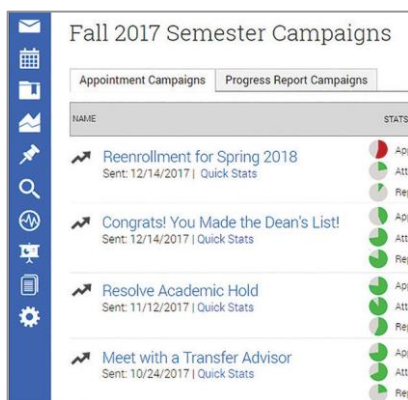 Fall 2017 Semester Campaigns
Appointment Campaigns Progress Report Campaigns
NAME STATS
Reenrollment for Spring 2018
Sent: 12/14/2017 | Quick Stats
Congrats! You Made the Dean's List!
Sent: 12/14/2017 | Quick Stats
Resolve Academic Hold
Sent: 11/12/2017 | Quick Stats
Meet with a Transfer Advisor
Sent: 10/24/2017 | Quick Stats